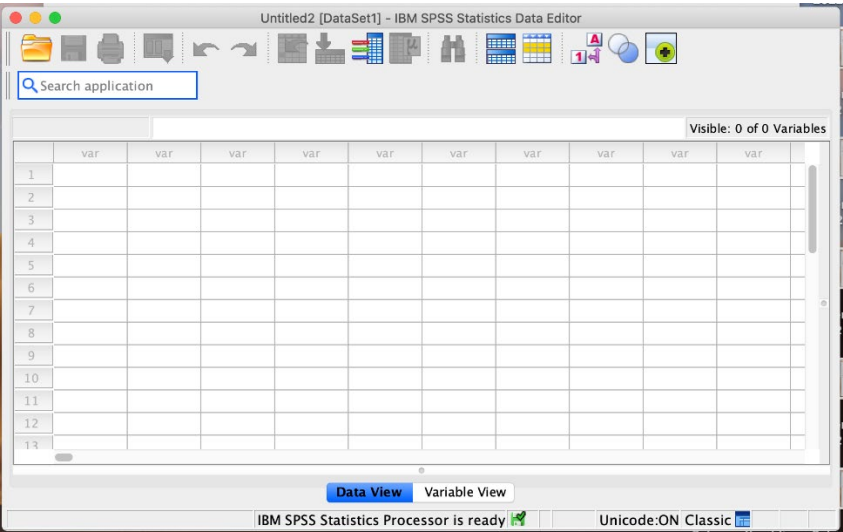 Untitled2 [DataSet1] - IBM SPSS Statistics Data Editor
A
1
μ
Search application
Visible: 0 of 0 Variables
var var var var var var var var var var
1
2
3
4
5
6
7
8
9
10
11
12
13
Data View Variable View
IBM SPSS Statistics Processor is ready Unicode:ON Classic